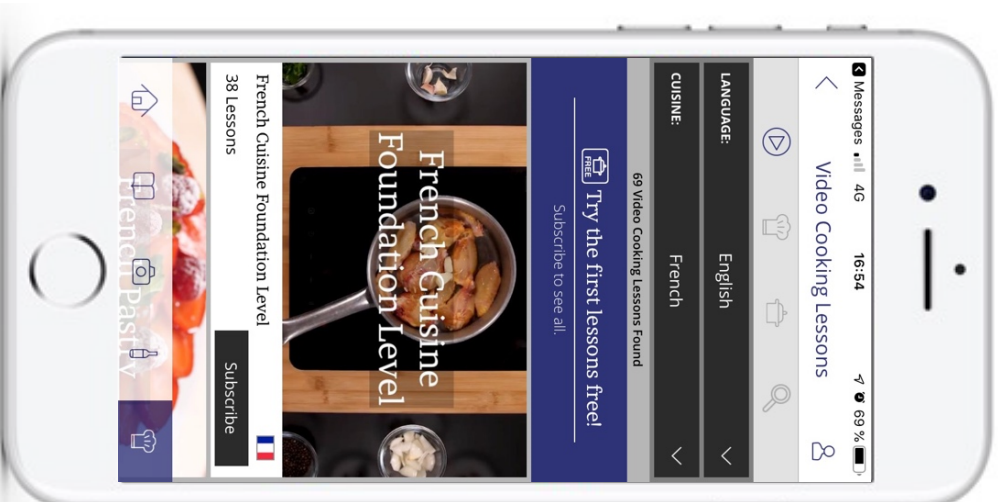 Messages 4G 16:54 69 %
Video Cooking Lessons
LANGUAGE: English
CUISINE: French
69 Video Cooking Lessons Found
FREE Try the first lessons free!
Subscribe to see all.
French Cuisine
Foundation Level
French Cuisine Foundation Level
38 Lessons
Subscribe
French Pastry